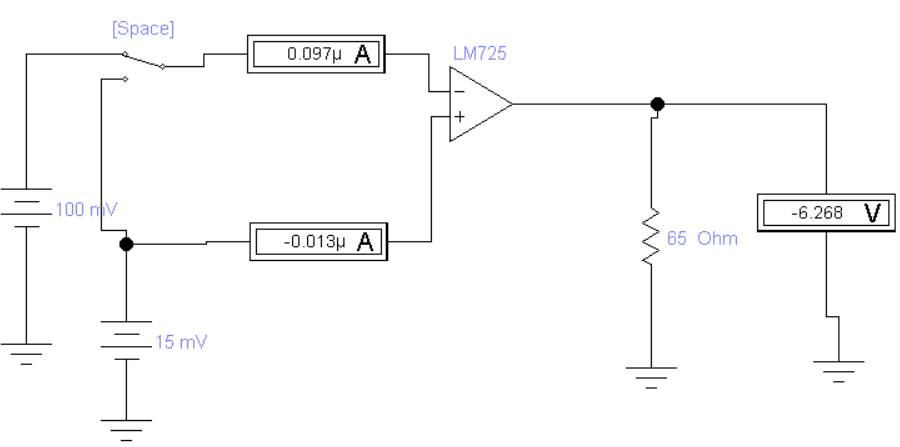 [Space]
0.097µ A
LM725
−
+
100 mV
-0.013µ A
65 Ohm
-6.268 V
15 mV